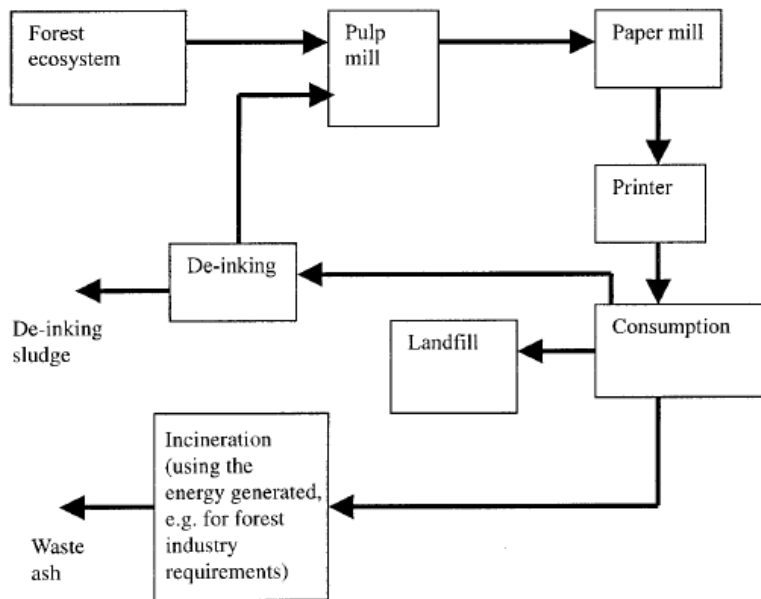 Forest
ecosystem
Pulp
mill
Paper mill
Printer
De-inking
De-inking
sludge
Landfill
Consumption
Incineration
(using the
energy generated,
e.g. for forest
industry
requirements)
Waste
ash